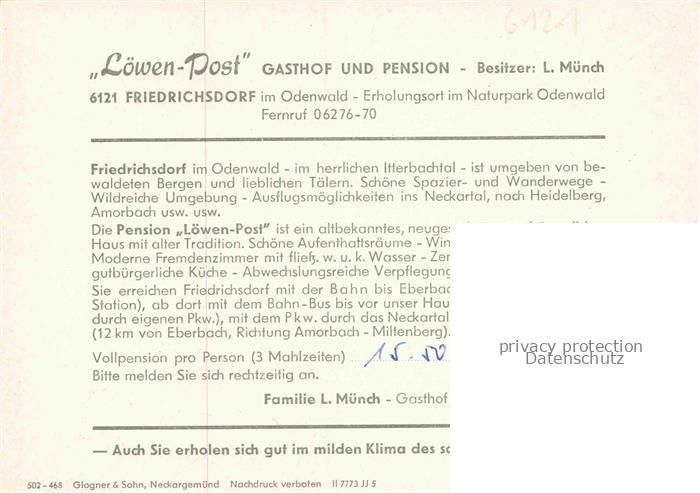 6121
„Löwen-Post" GASTHOF UND PENSION - Besitzer: L. Münch
6121 FRIEDRICHSDORF im Odenwald - Erholungsort im Naturpark Odenwald
Fernruf 06276-70
Friedrichsdorf im Odenwald - im herrlichen Itterbachtal - ist umgeben von be-
waldeten Bergen und lieblichen Tälern. Schöne Spazier- und Wanderwege -
Wildreiche Umgebung - Ausflugsmöglichkeiten ins Neckartal, nach Heidelberg,
Amorbach usw. usw.
Die Pension „Löwen-Post" ist ein altbekanntes,
Haus mit alter Tradition. Schöne Aufenthaltsräume - Win
Moderne Fremdenzimmer mit fließ. w. u. k. Wasser - Zen
gutbürgerliche Küche - Abwechslungsreiche Verpflegung
Sie erreichen Friedrichsdorf mit der Bahn bis Eberbac
Station), ab dort mit dem Bahn-Bus bis vor unser Hau
durch eigenen Pkw.), mit dem Pkw. durch das Neckartal
(12 km von Eberbach, Richtung Amorbach - Miltenberg).
Vollpension pro Person (3 Mahlzeiten) 15.50
Bitte melden Sie sich rechtzeitig an.
Familie L. Münch - Gasthof
— Auch Sie erholen sich gut im milden Klima des
502-468 Glogner & Sohn, Neckargemünd Nachdruck verboten II 7773 JJ 5
privacy protection
Datenschutz